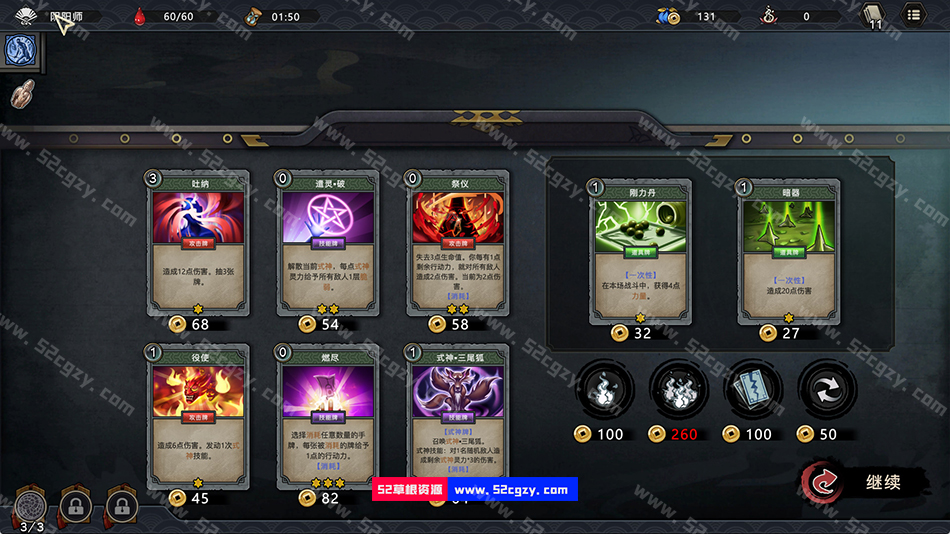 阴阳师
60/60
01:50
131
0
11
3
吐纳
攻击牌
造成12点伤害。抽3张
牌。
68
0
遣灵•破
技能牌
解散当前式神。每点式神
灵力给予所有敌人1层脆
弱。
54
0
祭仪
攻击牌
失去3点生命值。你每有1点
剩余行动力，就对所有敌人
造成2点伤害。当前为2点伤
害。
【消耗】
58
1
刚力丹
道具牌
【一次性】
在本场战斗中，获得4点
力量。
32
1
暗器
道具牌
【一次性】
造成20点伤害
27
1
役使
攻击牌
造成6点伤害。发动1次式
神技能。
45
0
燃尽
技能牌
选择消耗任意数量的手
牌，每张被消耗的牌给予
1点的行动力。
【消耗】
82
1
式神•三尾狐
技能牌
【式神牌】
召唤式神•三尾狐。
式神技能：对1名随机敌人造
成剩余式神灵力*3的伤害。
【消耗】
100
260
100
50
继续
3/3
52草根资源 www.52cgzy.com
www.52cgzy.com